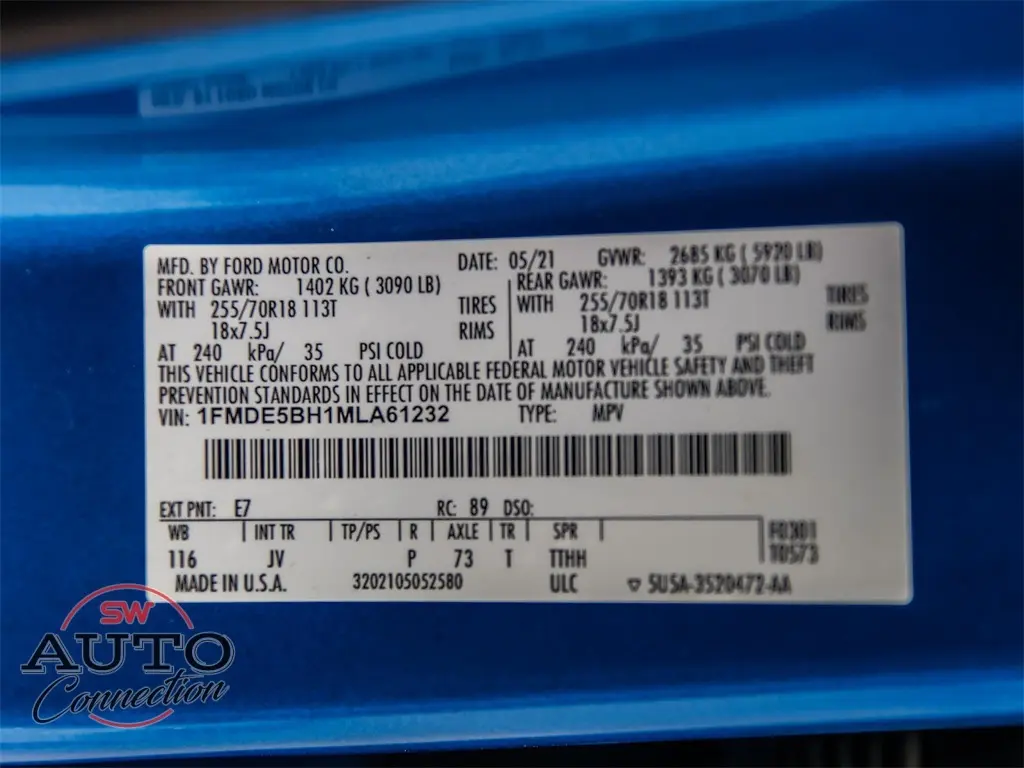 MFD. BY FORD MOTOR CO. DATE: 05/21 GVWR: 2685 KG ( 5920 LB)
FRONT GAWR: 1402 KG ( 3090 LB) REAR GAWR: 1393 KG ( 3070 LB)
WITH 255/70R18 113T TIRES WITH 255/70R18 113T TIRES
18x7.5J RIMS 18x7.5J RIMS
AT 240 kPa/ 35 PSI COLD AT 240 kPa/ 35 PSI COLD
THIS VEHICLE CONFORMS TO ALL APPLICABLE FEDERAL MOTOR VEHICLE SAFETY AND THEFT
PREVENTION STANDARDS IN EFFECT ON THE DATE OF MANUFACTURE SHOWN ABOVE.
VIN: 1FMDE5BH1MLA61232 TYPE: MPV
EXT PNT: E7 RC: 89 DSO:
WB INT TR TP/PS R AXLE TR SPR F0301
116 JV P 73 T TTHH T0573
MADE IN U.S.A. 3202105052580 ULC 5U5A-3520472-AA
SW
AUTO
Connection